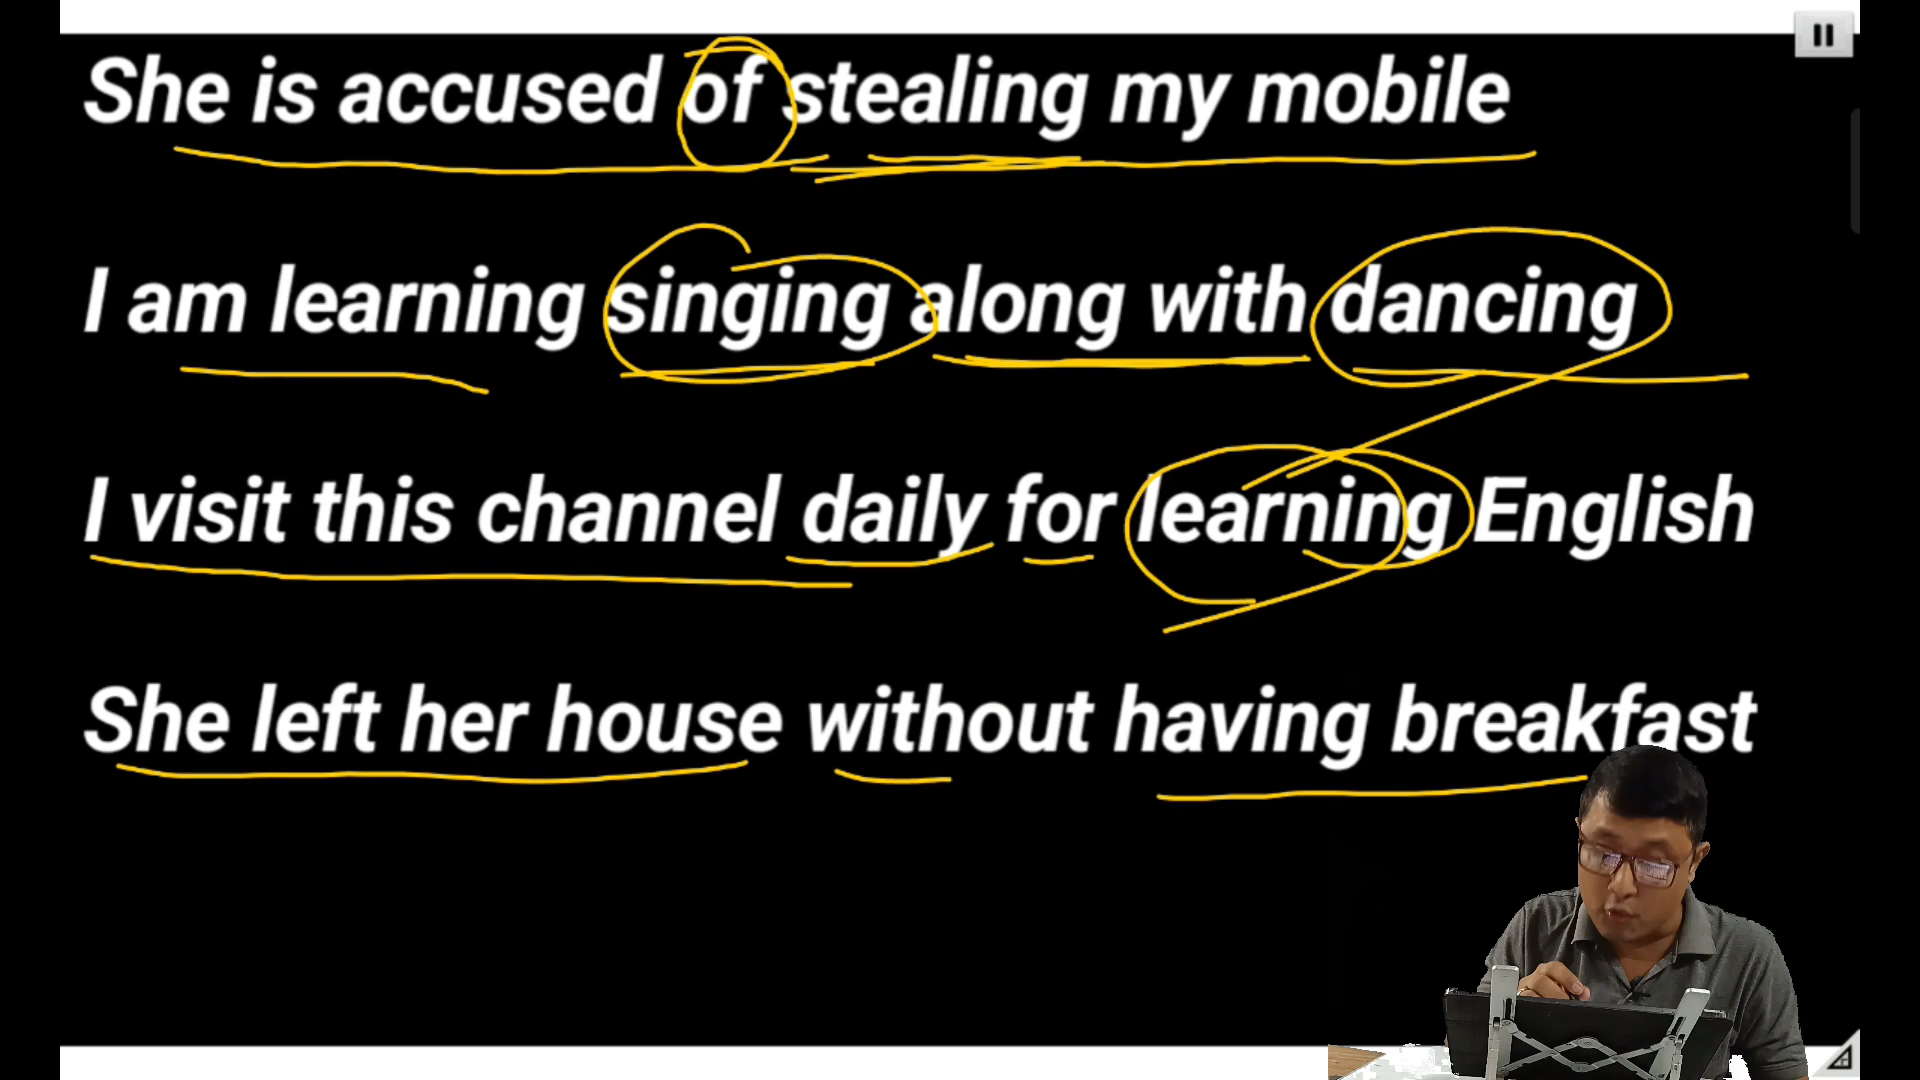 She is accused of stealing my mobile
I am learning singing along with dancing
I visit this channel daily for learning English
She left her house without having breakfast